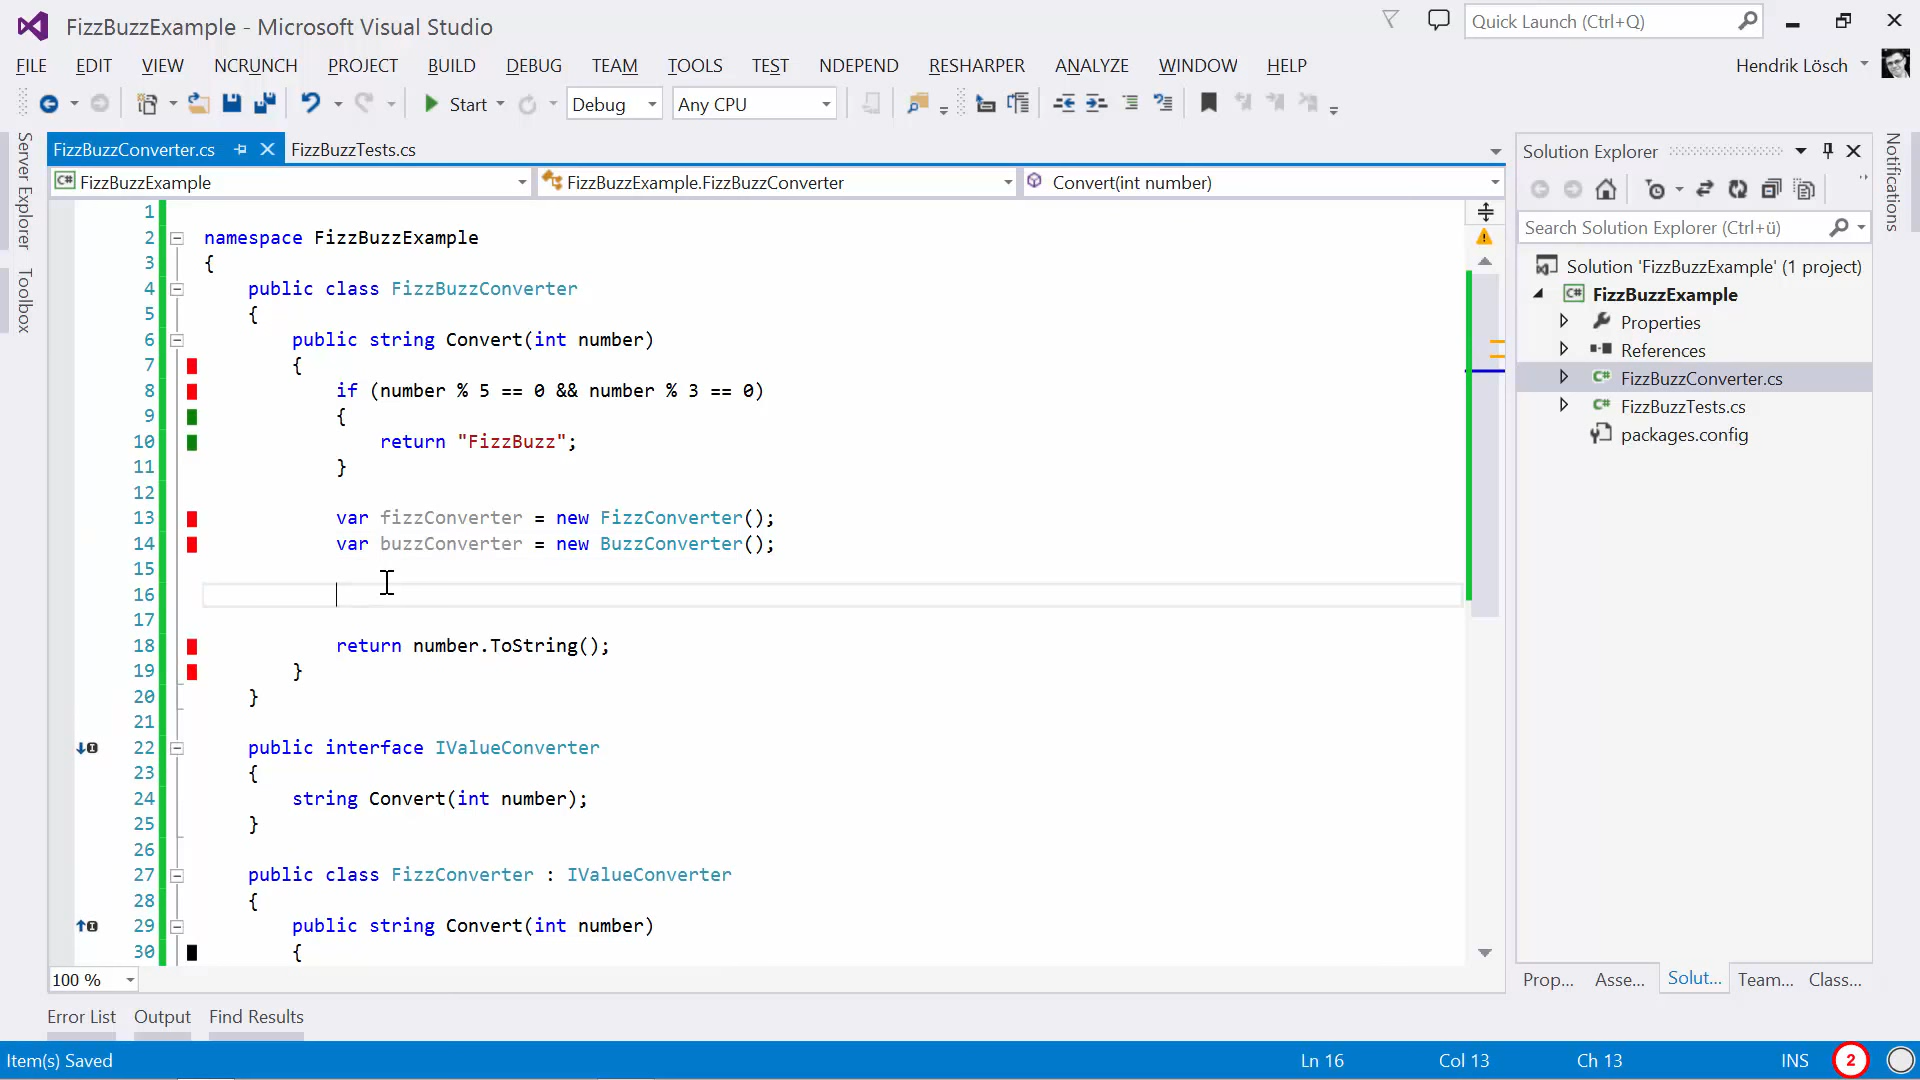 FizzBuzzExample - Microsoft Visual Studio
Quick Launch (Ctrl+Q)
FILE EDIT VIEW NCRUNCH PROJECT BUILD DEBUG TEAM TOOLS TEST NDEPEND RESHARPER ANALYZE WINDOW HELP
Hendrik Lösch
Start Debug Any CPU
Server Explorer
Toolbox
FizzBuzzConverter.cs FizzBuzzTests.cs
FizzBuzzExample FizzBuzzExample.FizzBuzzConverter Convert(int number)
1
2 namespace FizzBuzzExample
3 {
4 public class FizzBuzzConverter
5 {
6 public string Convert(int number)
7 {
8 if (number % 5 == 0 && number % 3 == 0)
9 {
10 return "FizzBuzz";
11 }
12
13 var fizzConverter = new FizzConverter();
14 var buzzConverter = new BuzzConverter();
15
16
17
18 return number.ToString();
19 }
20 }
21
22 public interface IValueConverter
23 {
24 string Convert(int number);
25 }
26
27 public class FizzConverter : IValueConverter
28 {
29 public string Convert(int number)
30 {
100 %
Solution Explorer
Search Solution Explorer (Ctrl+ü)
Solution 'FizzBuzzExample' (1 project)
C# FizzBuzzExample
Properties
References
C# FizzBuzzConverter.cs
C# FizzBuzzTests.cs
packages.config
Prop... Asse... Solut... Team... Class...
Notifications
Error List Output Find Results
Item(s) Saved Ln 16 Col 13 Ch 13 INS 2